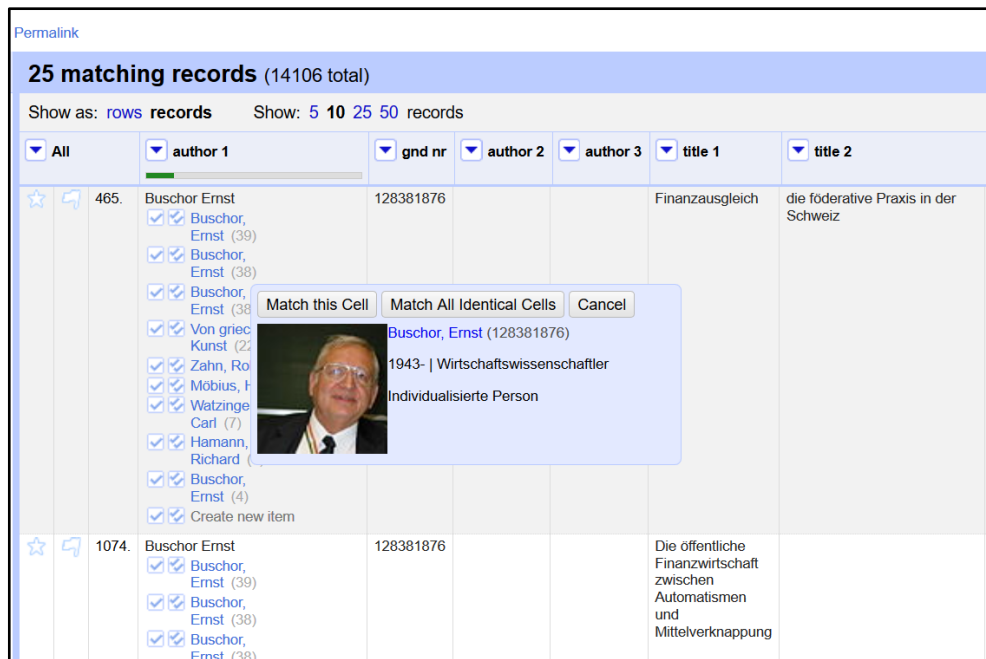 Permalink
25 matching records (14106 total)
Show as: rows records Show: 5 10 25 50 records
All author 1 gnd nr author 2 author 3 title 1 title 2
465. Buschor Ernst 128381876 Finanzausgleich die föderative Praxis in der
Schweiz
Buschor,
Ernst (39)
Buschor,
Ernst (38)
Buschor,
Ernst (38
Von griec
Kunst (22
Zahn, Ro
Möbius, H
Watzinge
Carl (7)
Hamann,
Richard (
Buschor,
Ernst (4)
Create new item
Match this Cell Match All Identical Cells Cancel
Buschor, Ernst (128381876)
1943- | Wirtschaftswissenschaftler
Individualisierte Person
1074. Buschor Ernst 128381876 Die öffentliche
Finanzwirtschaft
zwischen
Automatismen
und
Mittelverknappung
Buschor,
Ernst (39)
Buschor,
Ernst (38)
Buschor,
Ernst (38)